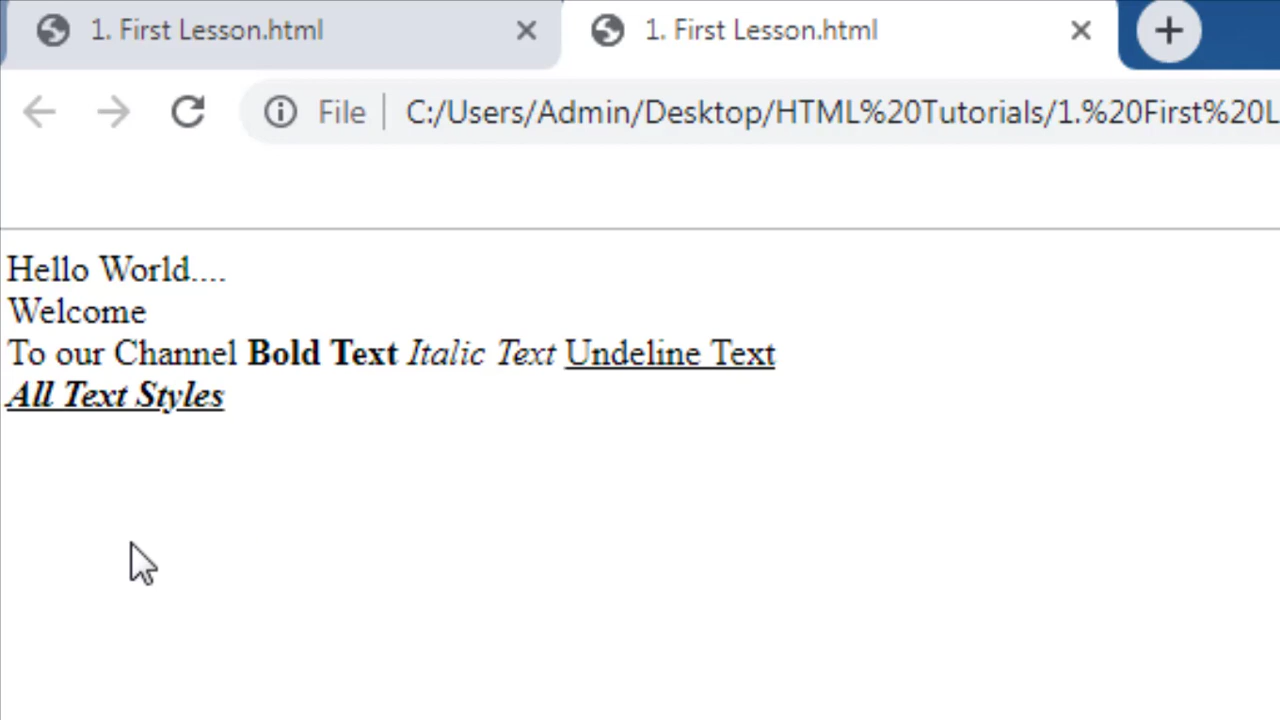 1. First Lesson.html
1. First Lesson.html
File C:/Users/Admin/Desktop/HTML%20Tutorials/1.%20First%20L
Hello World....
Welcome
To our Channel Bold Text Italic Text Undeline Text
All Text Styles